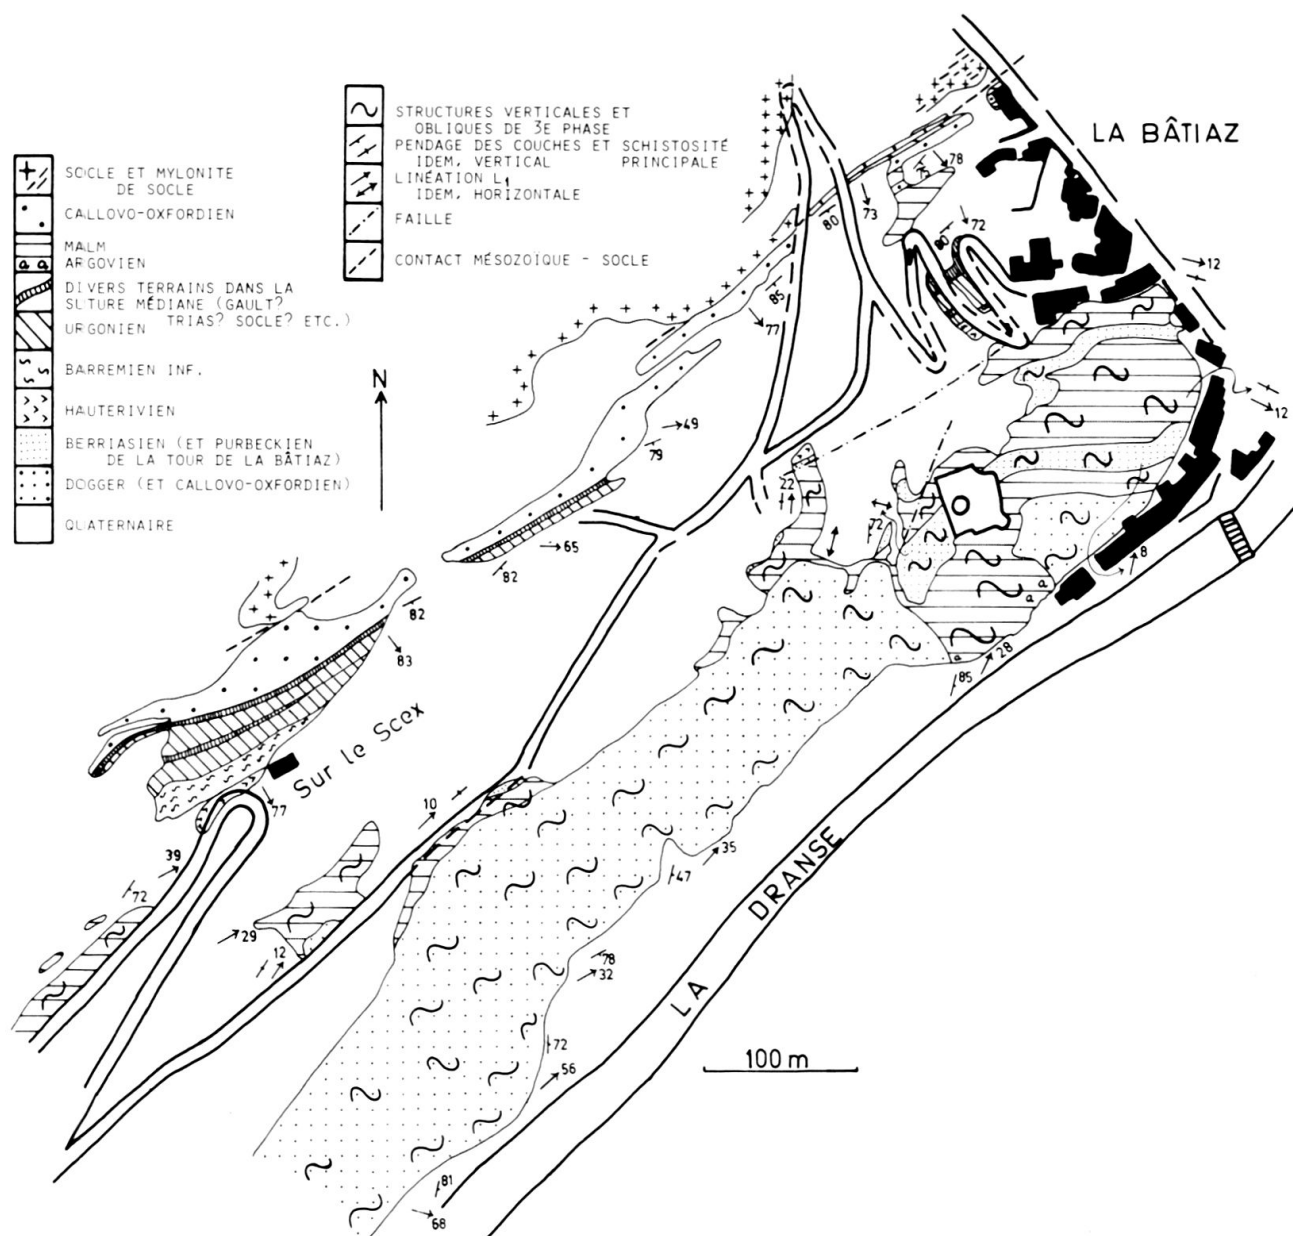 LA BÂTIAZ
STRUCTURES VERTICALES ET
OBLIQUES DE 3E PHASE
PENDAGE DES COUCHES ET SCHISTOSITÉ
IDEM, VERTICAL PRINCIPALE
LINÉATION L1
IDEM, HORIZONTALE
FAILLE
CONTACT MÉSOZOÏQUE - SOCLE
SOCLE ET MYLONITE
DE SOCLE
CALLOVO-OXFORDIEN
MALM
ARGOVIEN
DIVERS TERRAINS DANS LA
SUTURE MÉDIANE (GAULT?
TRIAS? SOCLE? ETC.)
URGONIEN
BARREMIEN INF.
HAUTERIVIEN
BERRIASIEN (ET PURBECKIEN
DE LA TOUR DE LA BÂTIAZ)
DOGGER (ET CALLOVO-OXFORDIEN)
QUATERNAIRE
N
78
75
73
80
72
80
12
85
77
12
49
79
22
72
65
82
8
82
83
28
85
Sur le Scex
77
10
39
72
35
47
29
12
78
32
72
56
81
68
LA DRANSE
100 m